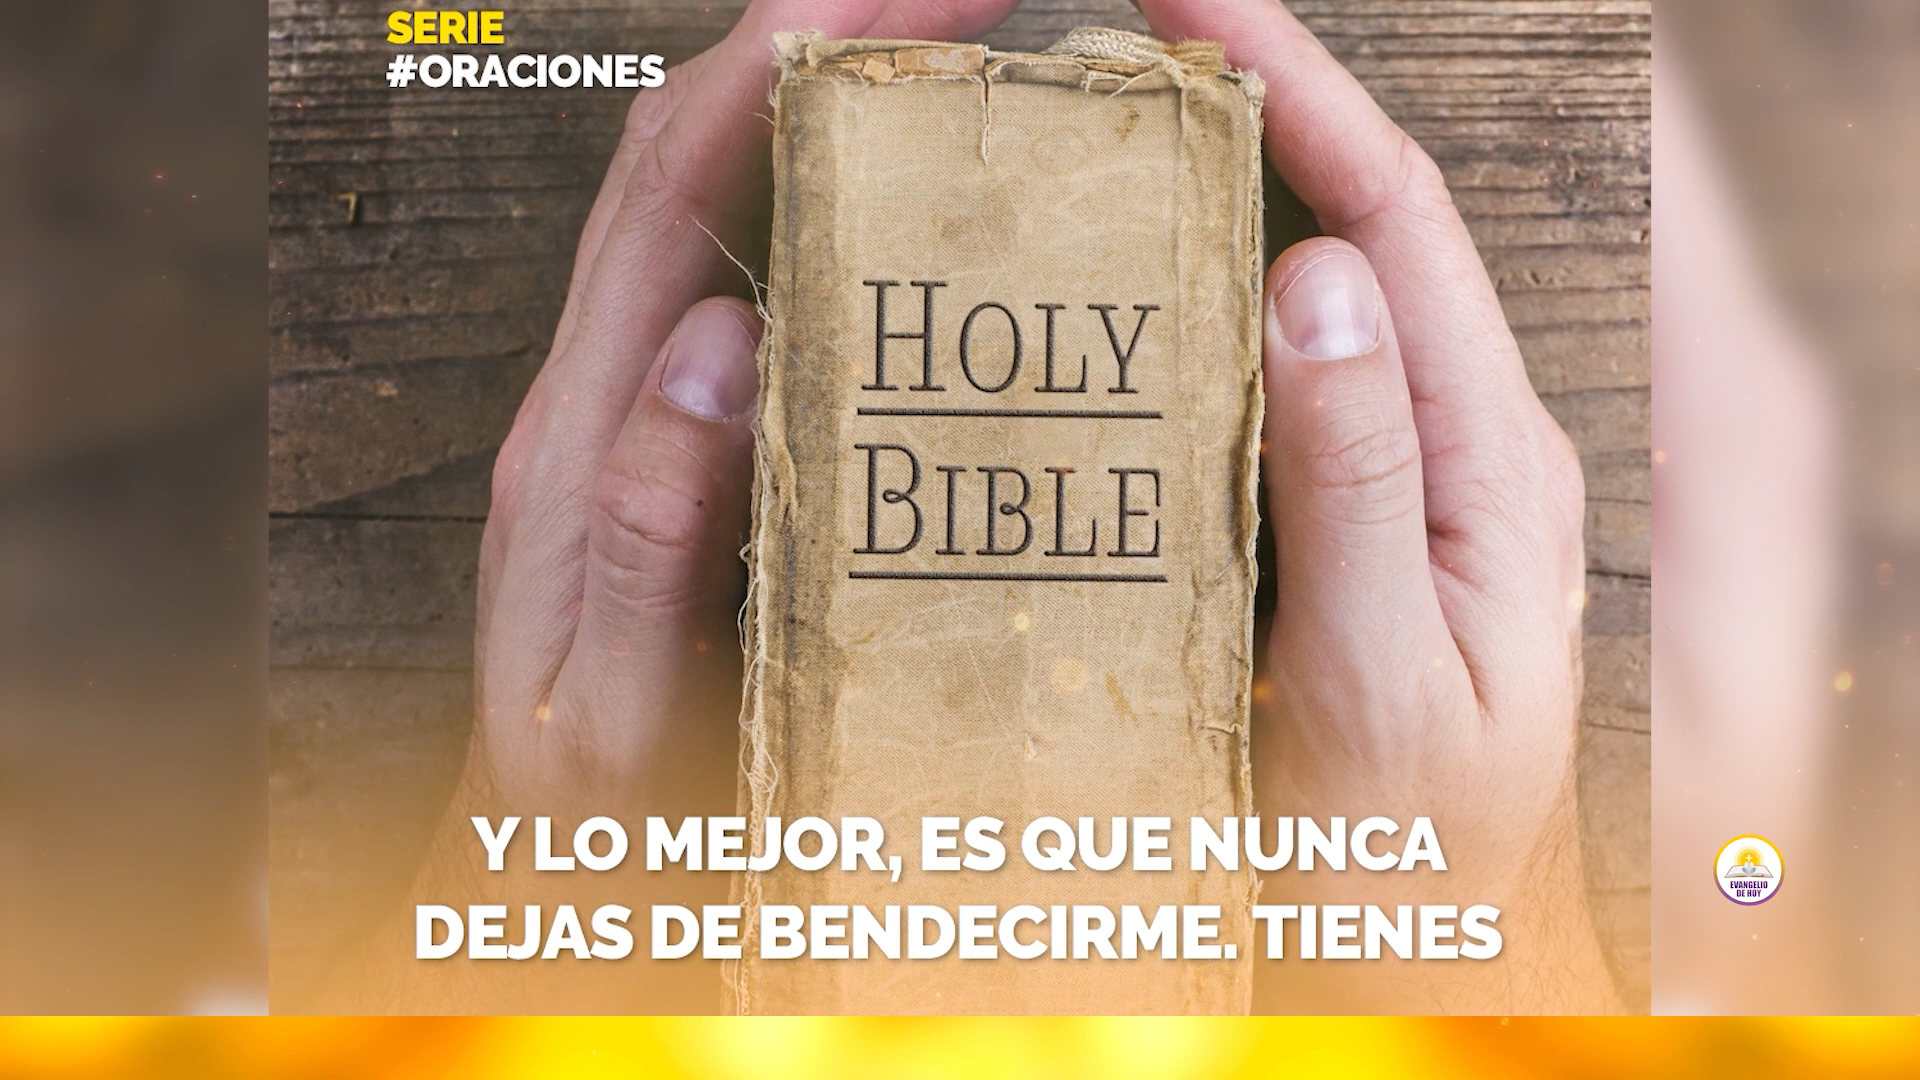 SERIE
#ORACIONES
HOLY
BIBLE
Y LO MEJOR, ES QUE NUNCA
DEJAS DE BENDECIRME. TIENES
EVANGELIO
DE HOY